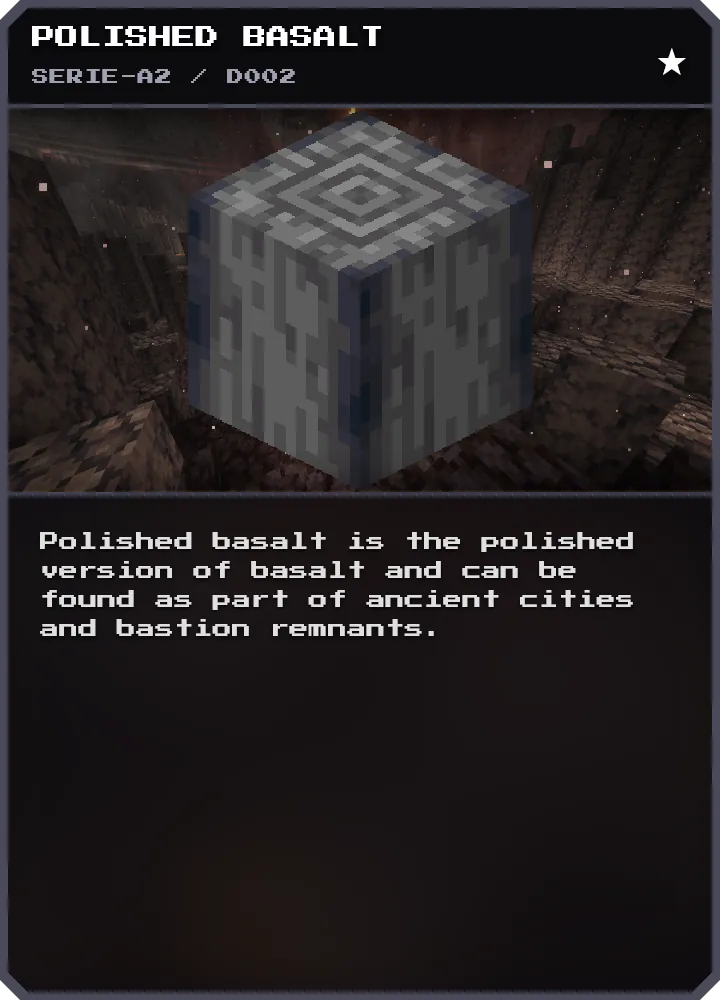 POLISHED BASALT
SERIE-A2 / D002
Polished basalt is the polished
version of basalt and can be
found as part of ancient cities
and bastion remnants.